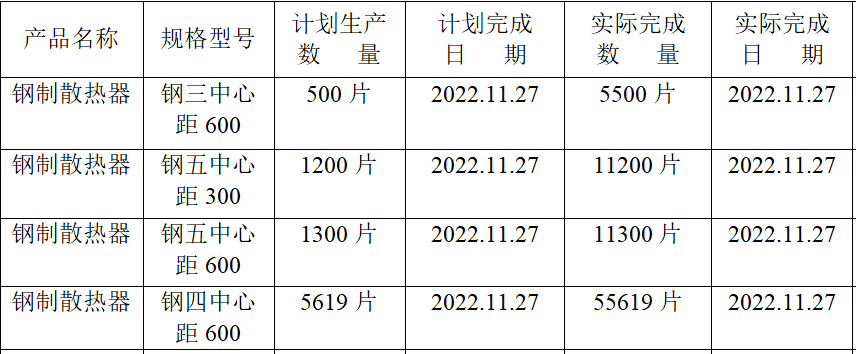 产品名称 规格型号 计划生产数 量 计划完成日 期 实际完成数 量 实际完成日 期
钢制散热器 钢三中心距 600 500 片 2022.11.27 5500 片 2022.11.27
钢制散热器 钢五中心距 300 1200 片 2022.11.27 11200 片 2022.11.27
钢制散热器 钢五中心距 600 1300 片 2022.11.27 11300 片 2022.11.27
钢制散热器 钢四中心距 600 5619 片 2022.11.27 55619 片 2022.11.27